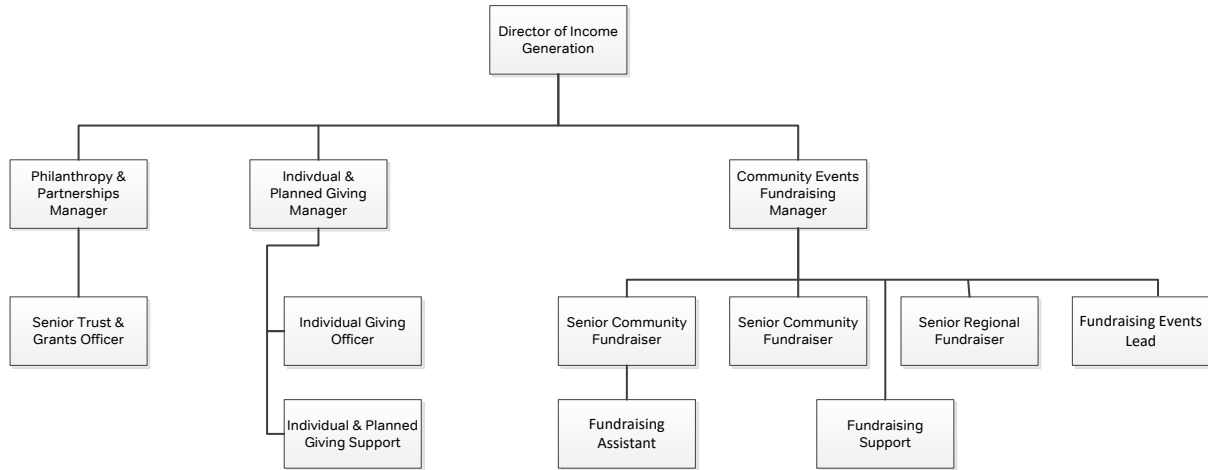 Director of Income
Generation
Philanthropy &
Partnerships
Manager
Indivdual &
Planned Giving
Manager
Community Events
Fundraising
Manager
Senior Trust &
Grants Officer
Individual Giving
Officer
Senior Community
Fundraiser
Senior Community
Fundraiser
Senior Regional
Fundraiser
Fundraising Events
Lead
Individual & Planned
Giving Support
Fundraising
Assistant
Fundraising
Support